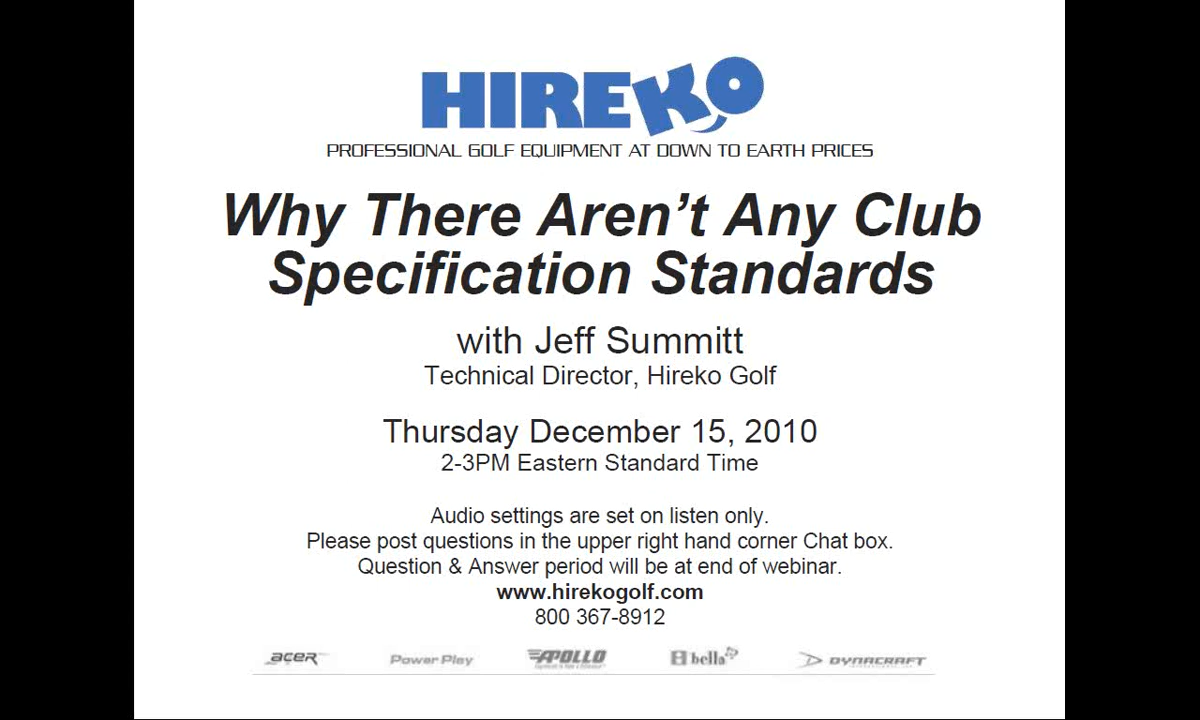 HIREKO
PROFESSIONAL GOLF EQUIPMENT AT DOWN TO EARTH PRICES
Why There Aren't Any Club
Specification Standards
with Jeff Summitt
Technical Director, Hireko Golf
Thursday December 15, 2010
2-3PM Eastern Standard Time
Audio settings are set on listen only.
Please post questions in the upper right hand corner Chat box.
Question & Answer period will be at end of webinar.
www.hirekogolf.com
800 367-8912
acer Power Play APOLLO bella DYNACRAFT